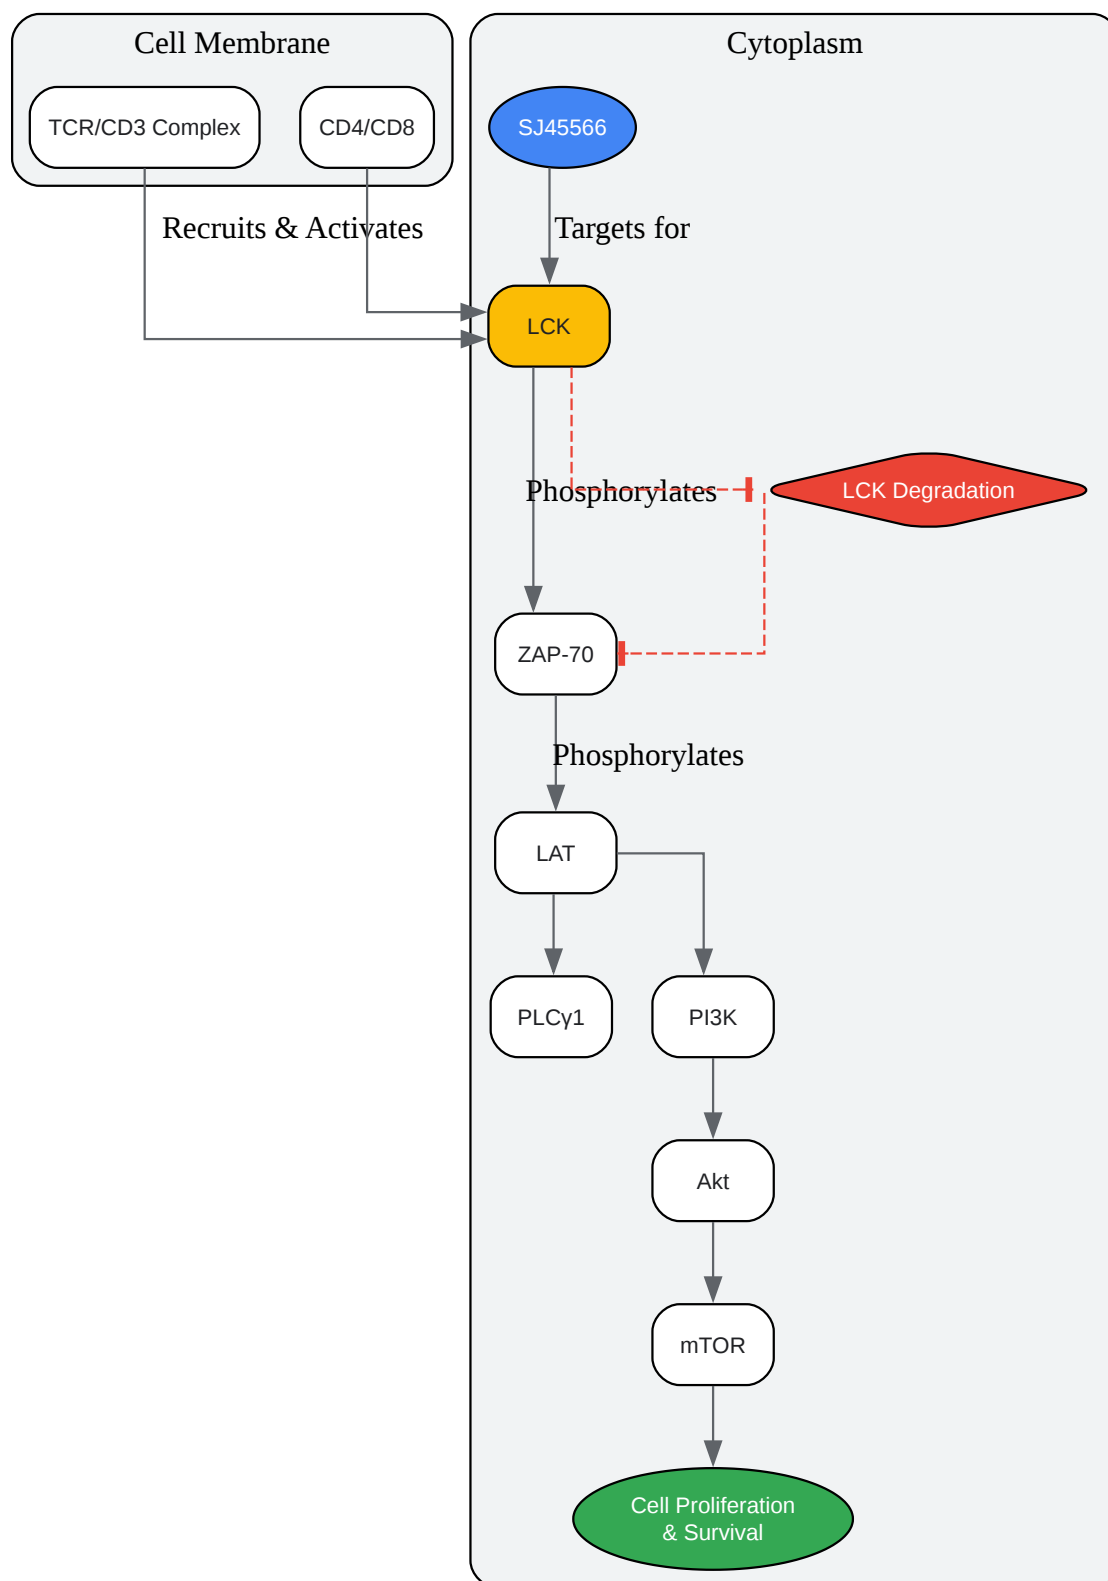 Cell Membrane
Cytoplasm
TCR/CD3 Complex
CD4/CD8
SJ45566
Recruits & Activates
Targets for
LCK
Phosphorylates
LCK Degradation
ZAP-70
Phosphorylates
LAT
PLCγ1
PI3K
Akt
mTOR
Cell Proliferation
& Survival